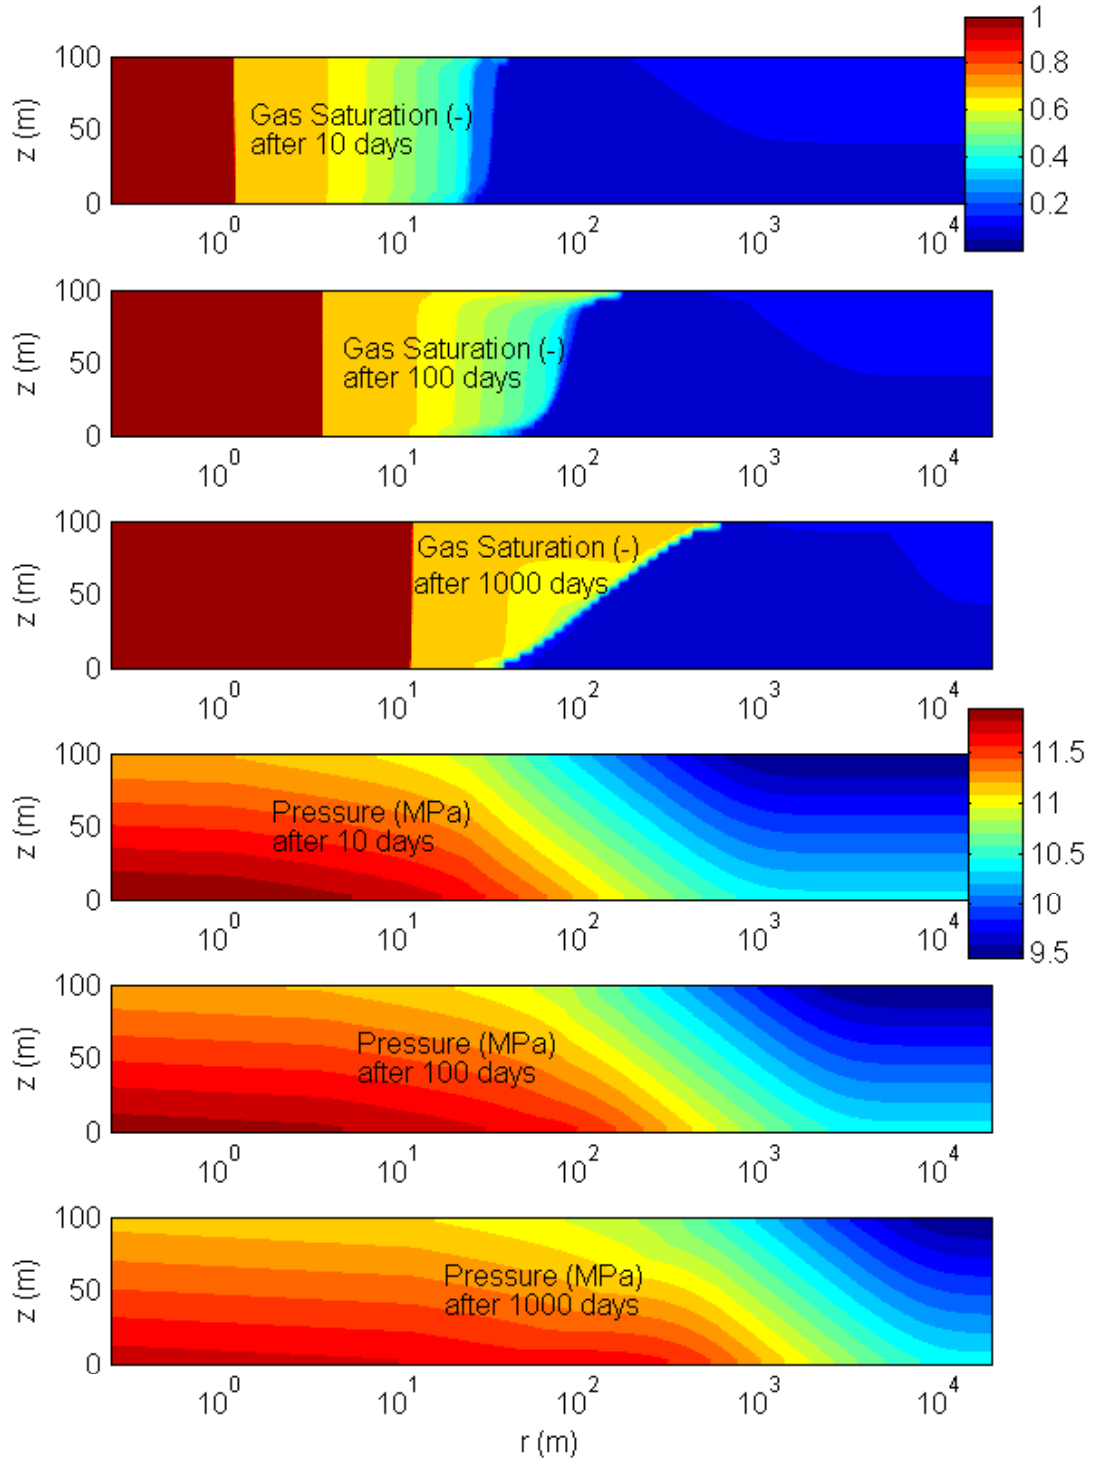 1
100
0.8
Gas Saturation (-)
0.6
z (m)
50
after 10 days
0.4
0
0.2
10^0 10^1 10^2 10^3 10^4
100
Gas Saturation (-)
z (m)
50
after 100 days
0
10^0 10^1 10^2 10^3 10^4
100
Gas Saturation (-)
z (m)
50
after 1000 days
0
10^0 10^1 10^2 10^3 10^4
100
11.5
Pressure (MPa)
11
z (m)
50
after 10 days
10.5
0
10
10^0 10^1 10^2 10^3 10^4
9.5
100
Pressure (MPa)
z (m)
50
after 100 days
0
10^0 10^1 10^2 10^3 10^4
100
Pressure (MPa)
z (m)
50
after 1000 days
0
10^0 10^1 10^2 10^3 10^4
r (m)